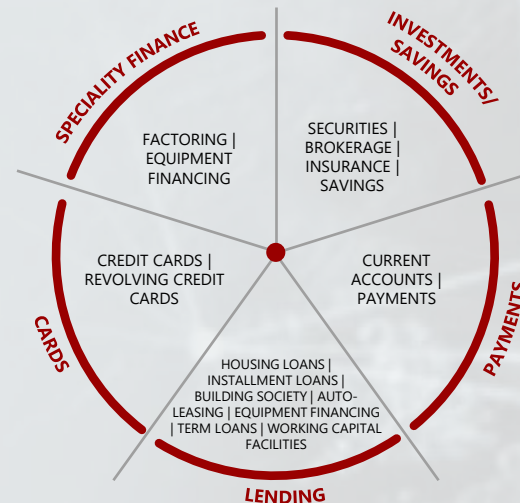 SPECIALITY FINANCE
FACTORING |
EQUIPMENT
FINANCING
INVESTMENTS/
SAVINGS
SECURITIES |
BROKERAGE |
INSURANCE |
SAVINGS
CARDS
CREDIT CARDS |
REVOLVING CREDIT
CARDS
CURRENT
ACCOUNTS |
PAYMENTS
PAYMENTS
HOUSING LOANS |
INSTALLMENT LOANS |
BUILDING SOCIETY | AUTO-
LEASING | EQUIPMENT FINANCING
| TERM LOANS | WORKING CAPITAL
FACILITIES
LENDING